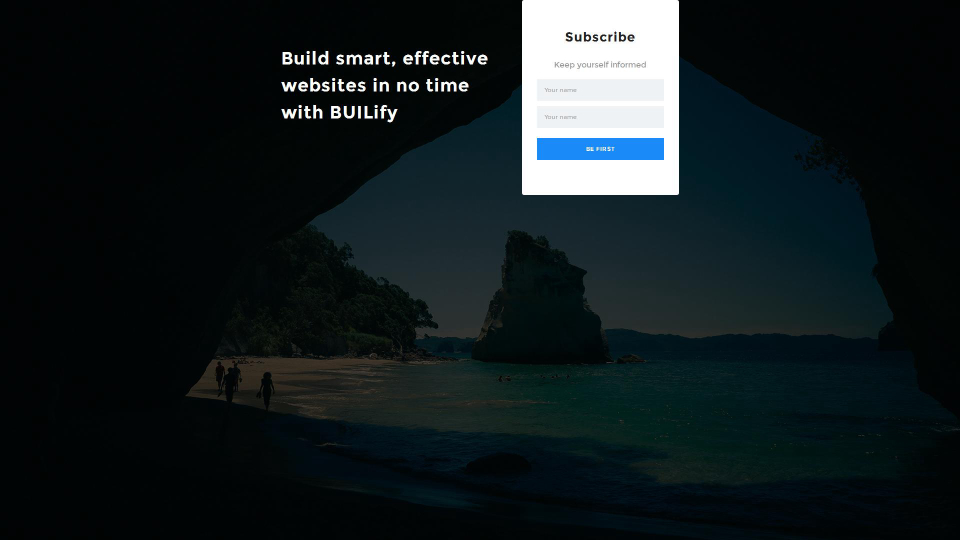 Build smart, effective
websites in no time
with BUILify
Subscribe
Keep yourself informed
Your name
Your name
BE FIRST